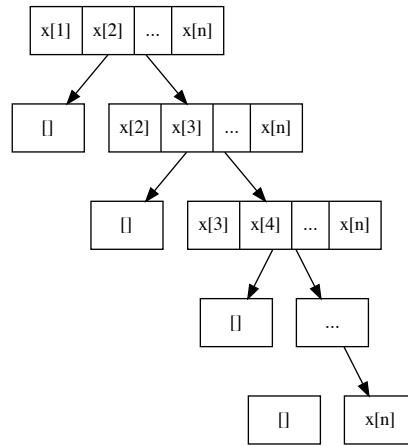 x[1] x[2] ... x[n]
[] x[2] x[3] ... x[n]
[] x[3] x[4] ... x[n]
[] ...
[] x[n]